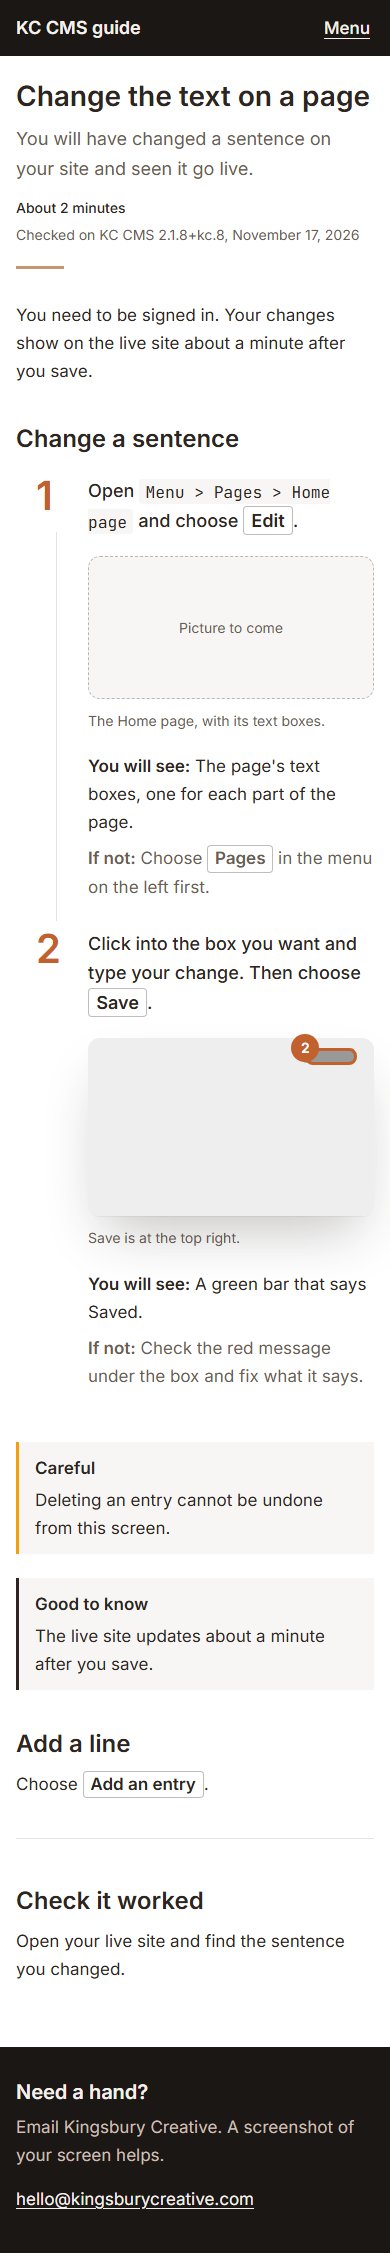 KC CMS guide
Menu
Change the text on a page
You will have changed a sentence on
your site and seen it go live.
About 2 minutes
Checked on KC CMS 2.1.8+kc.8, November 17, 2026
You need to be signed in. Your changes
show on the live site about a minute after
you save.
Change a sentence
1
Open Menu > Pages > Home
page and choose Edit.
Picture to come
The Home page, with its text boxes.
You will see: The page's text
boxes, one for each part of the
page.
If not: Choose Pages in the menu
on the left first.
2
Click into the box you want and
type your change. Then choose
Save.
2
Save is at the top right.
You will see: A green bar that says
Saved.
If not: Check the red message
under the box and fix what it says.
Careful
Deleting an entry cannot be undone
from this screen.
Good to know
The live site updates about a minute
after you save.
Add a line
Choose Add an entry.
Check it worked
Open your live site and find the sentence
you changed.
Need a hand?
Email Kingsbury Creative. A screenshot of
your screen helps.
hello@kingsburycreative.com